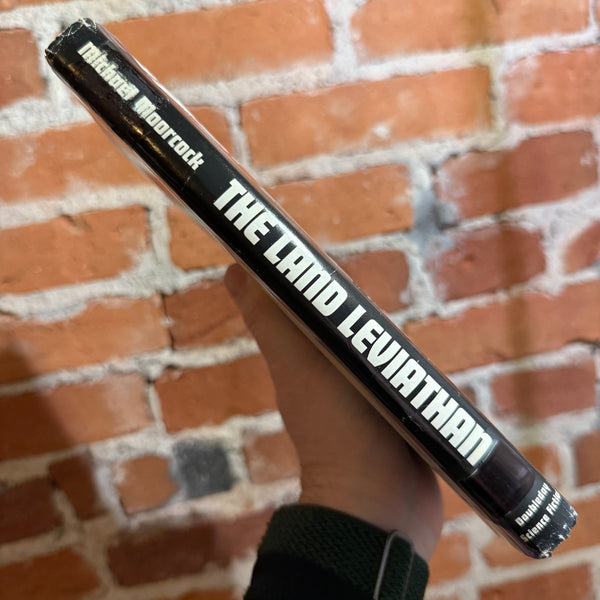 Michael Moorcock
THE LAND LEVIATHAN
Doubleday
Science Fiction